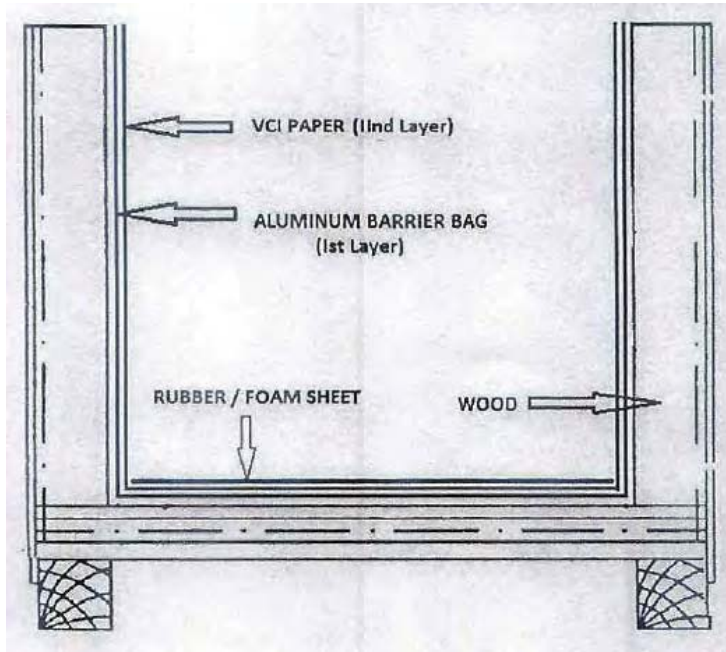 VCI PAPER (IInd Layer)
ALUMINUM BARRIER BAG
(Ist Layer)
RUBBER / FOAM SHEET
WOOD